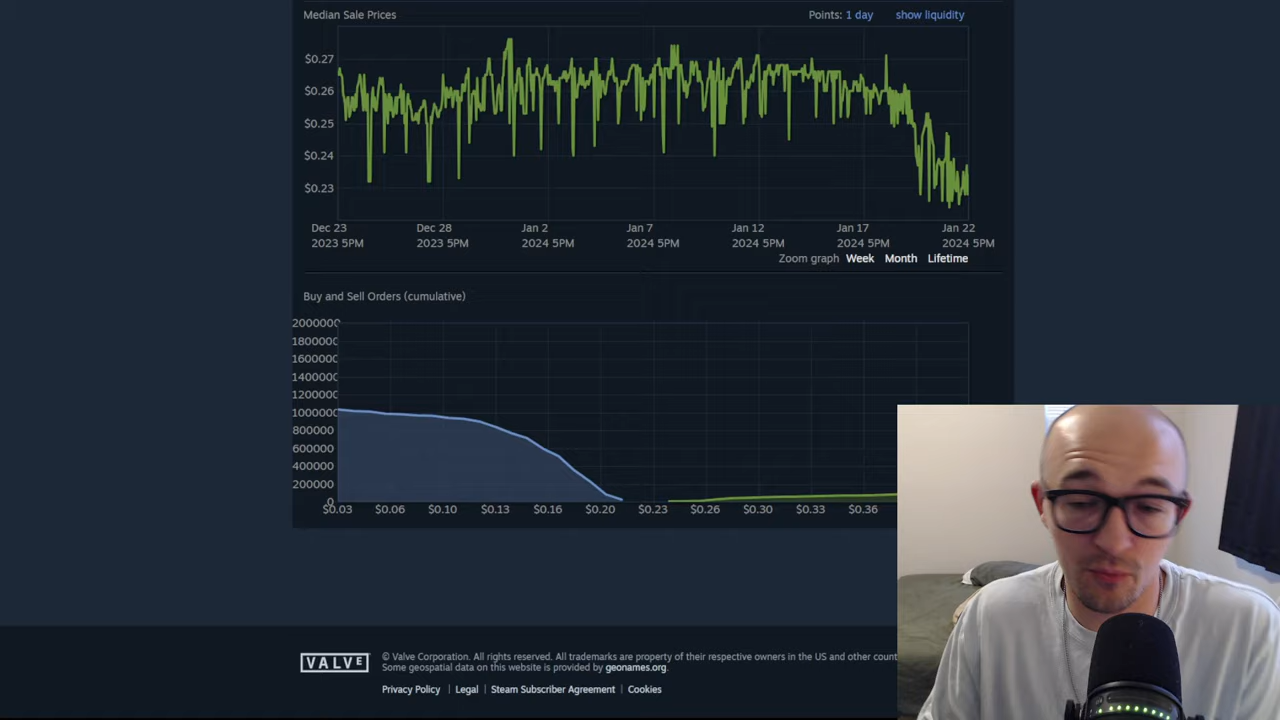 Median Sale Prices
Points: 1 day show liquidity
$0.27
$0.26
$0.25
$0.24
$0.23
Dec 23 Dec 28 Jan 2 Jan 7 Jan 12 Jan 17 Jan 22
2023 5PM 2023 5PM 2024 5PM 2024 5PM 2024 5PM 2024 5PM 2024 5PM
Zoom graph Week Month Lifetime
Buy and Sell Orders (cumulative)
2000000
1800000
1600000
1400000
1200000
1000000
800000
600000
400000
200000
0
$0.03 $0.06 $0.10 $0.13 $0.16 $0.20 $0.23 $0.26 $0.30 $0.33 $0.36
VALVE
© Valve Corporation. All rights reserved. All trademarks are property of their respective owners in the US and other
Some geospatial data on this website is provided by geonames.org.
Privacy Policy | Legal | Steam Subscriber Agreement | Cookies